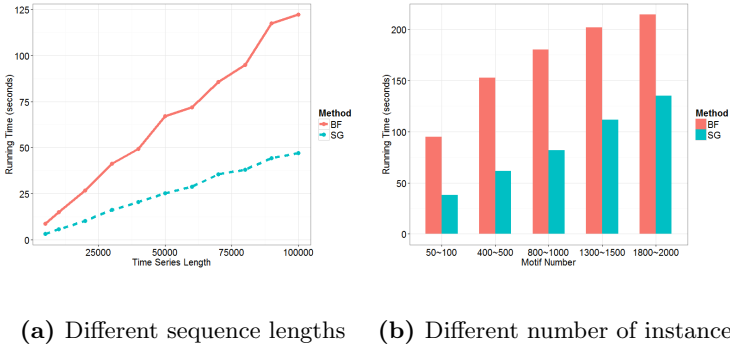 125
100
75
50
25
0
Running Time (seconds)
25000 50000 75000 100000
Time Series Length
Method
BF
SG
200
150
100
50
0
Running Time (seconds)
50~100 400~500 800~1000 1300~1500 1800~2000
Motif Number
Method
BF
SG
(a) Different sequence lengths
(b) Different number of instance